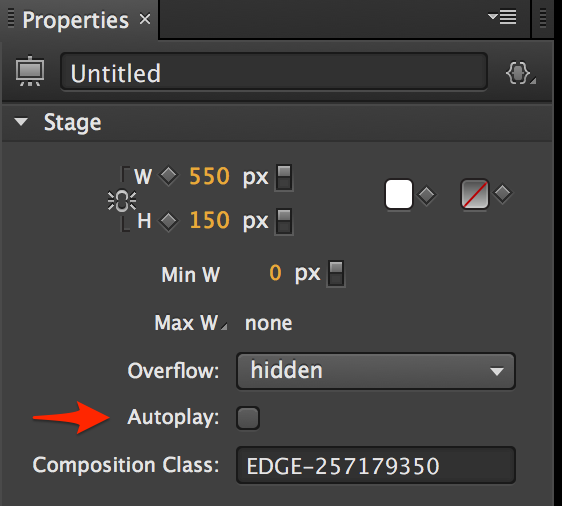 Properties ×
Untitled
Stage
W 550 px
H 150 px
Min W 0 px
Max W none
Overflow: hidden
Autoplay:
Composition Class: EDGE-257179350